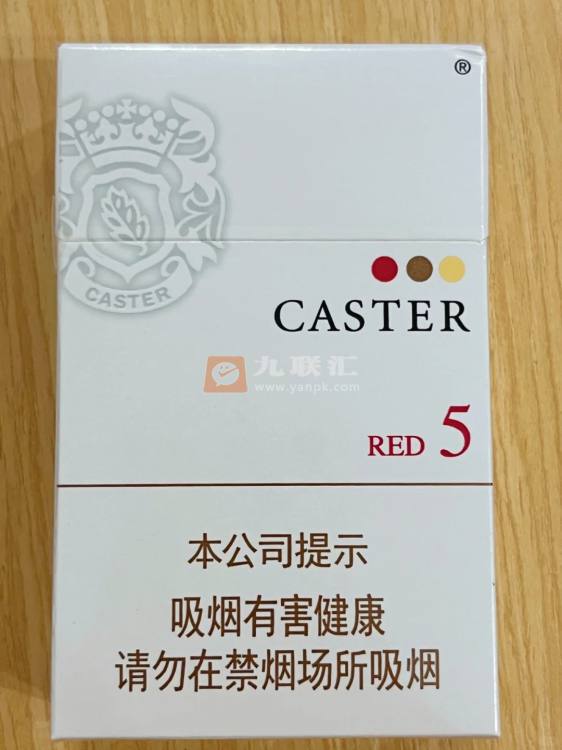 ®
CASTER
CASTER
九联汇
www.yanpk.com
RED 5
本公司提示
吸烟有害健康
请勿在禁烟场所吸烟